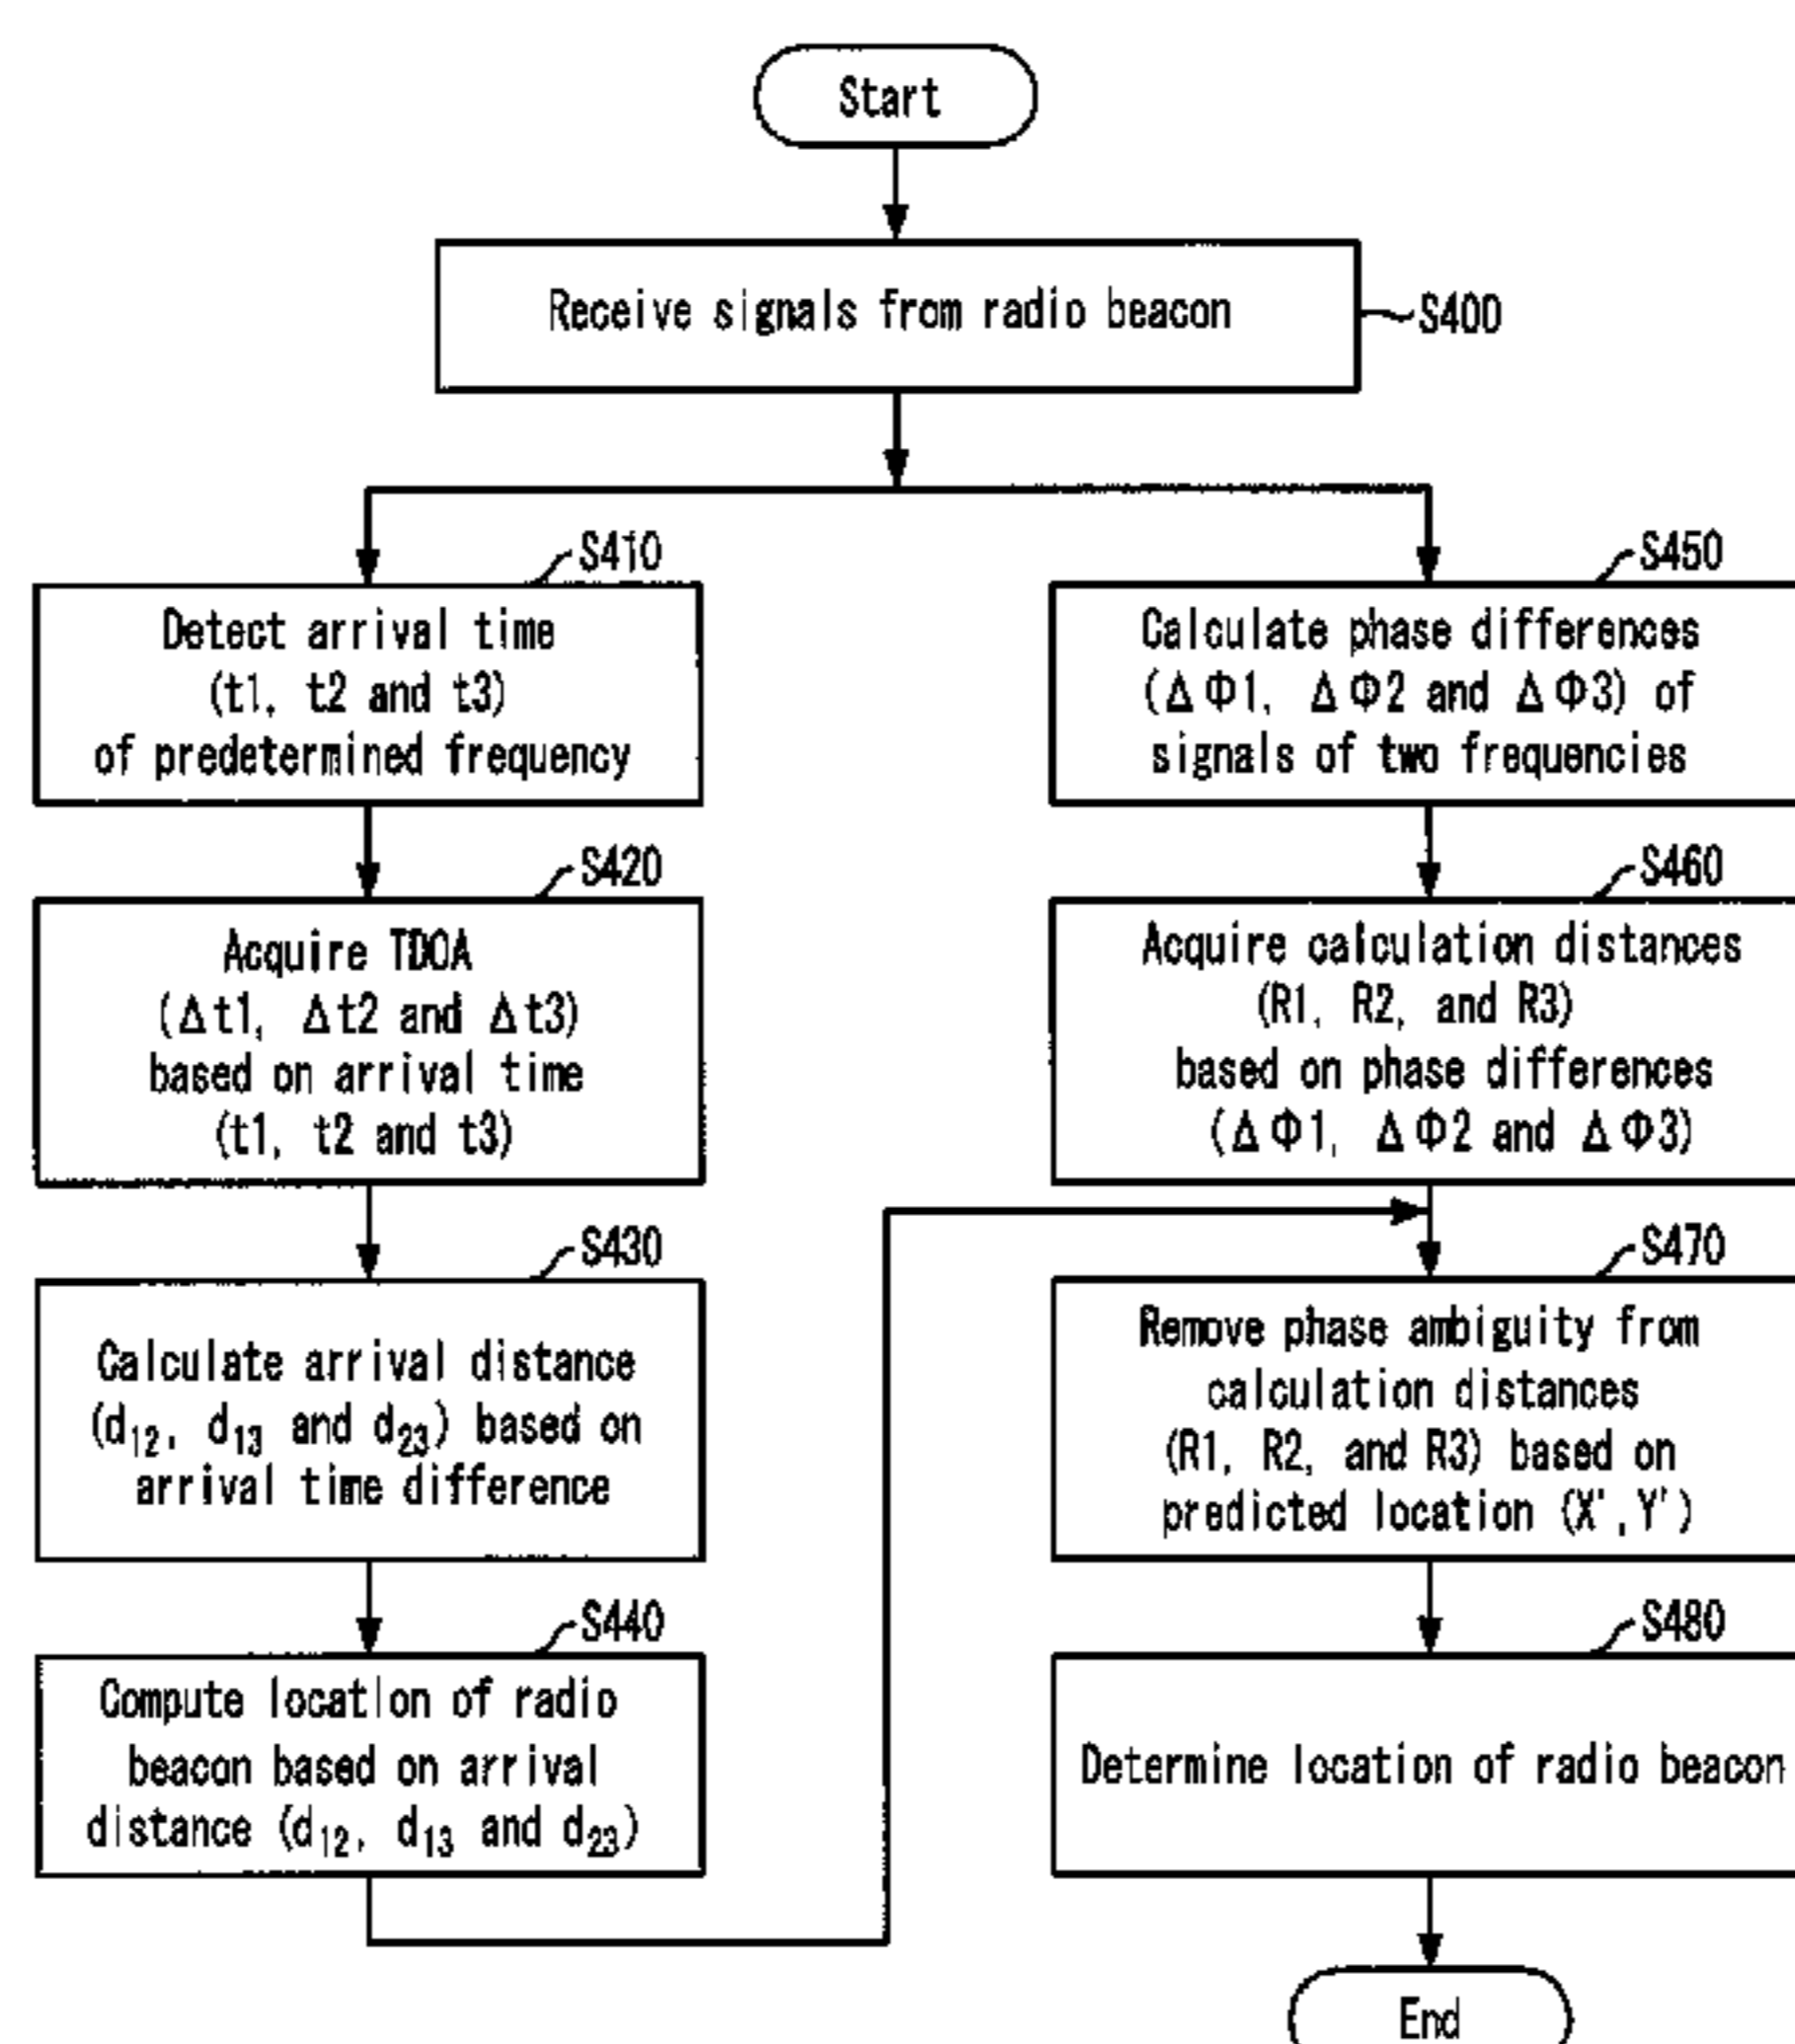 Start
Receive signals from radio beacon
S400
S410
Detect arrival time
(t1, t2 and t3)
of predetermined frequency
S420
Acquire TDOA
(Δt1, Δt2 and Δt3)
based on arrival time
(t1, t2 and t3)
S430
Calculate arrival distance
(d12, d13 and d23) based on
arrival time difference
S440
Compute location of radio
beacon based on arrival
distance (d12, d13 and d23)
S450
Calculate phase differences
(ΔΦ1, ΔΦ2 and ΔΦ3) of
signals of two frequencies
S460
Acquire calculation distances
(R1, R2, and R3)
based on phase differences
(ΔΦ1, ΔΦ2 and ΔΦ3)
S470
Remove phase ambiguity from
calculation distances
(R1, R2, and R3) based on
predicted location (X',Y')
S480
Determine location of radio beacon
End